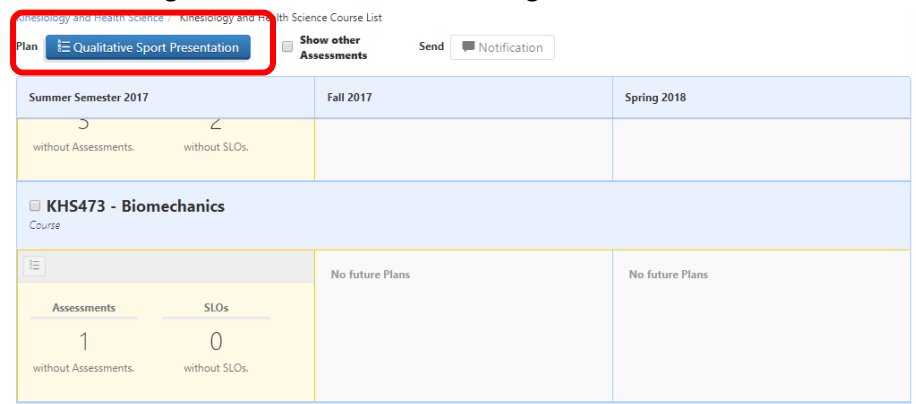 Kinesiology and Health Science / Kinesiology and Health Science Course List
Plan Qualitative Sport Presentation Show other Assessments Send Notification
Summer Semester 2017 Fall 2017 Spring 2018
3 2
without Assessments. without SLOs.
KHS473 - Biomechanics
Course
No future Plans No future Plans
Assessments SLOs
1 0
without Assessments. without SLOs.